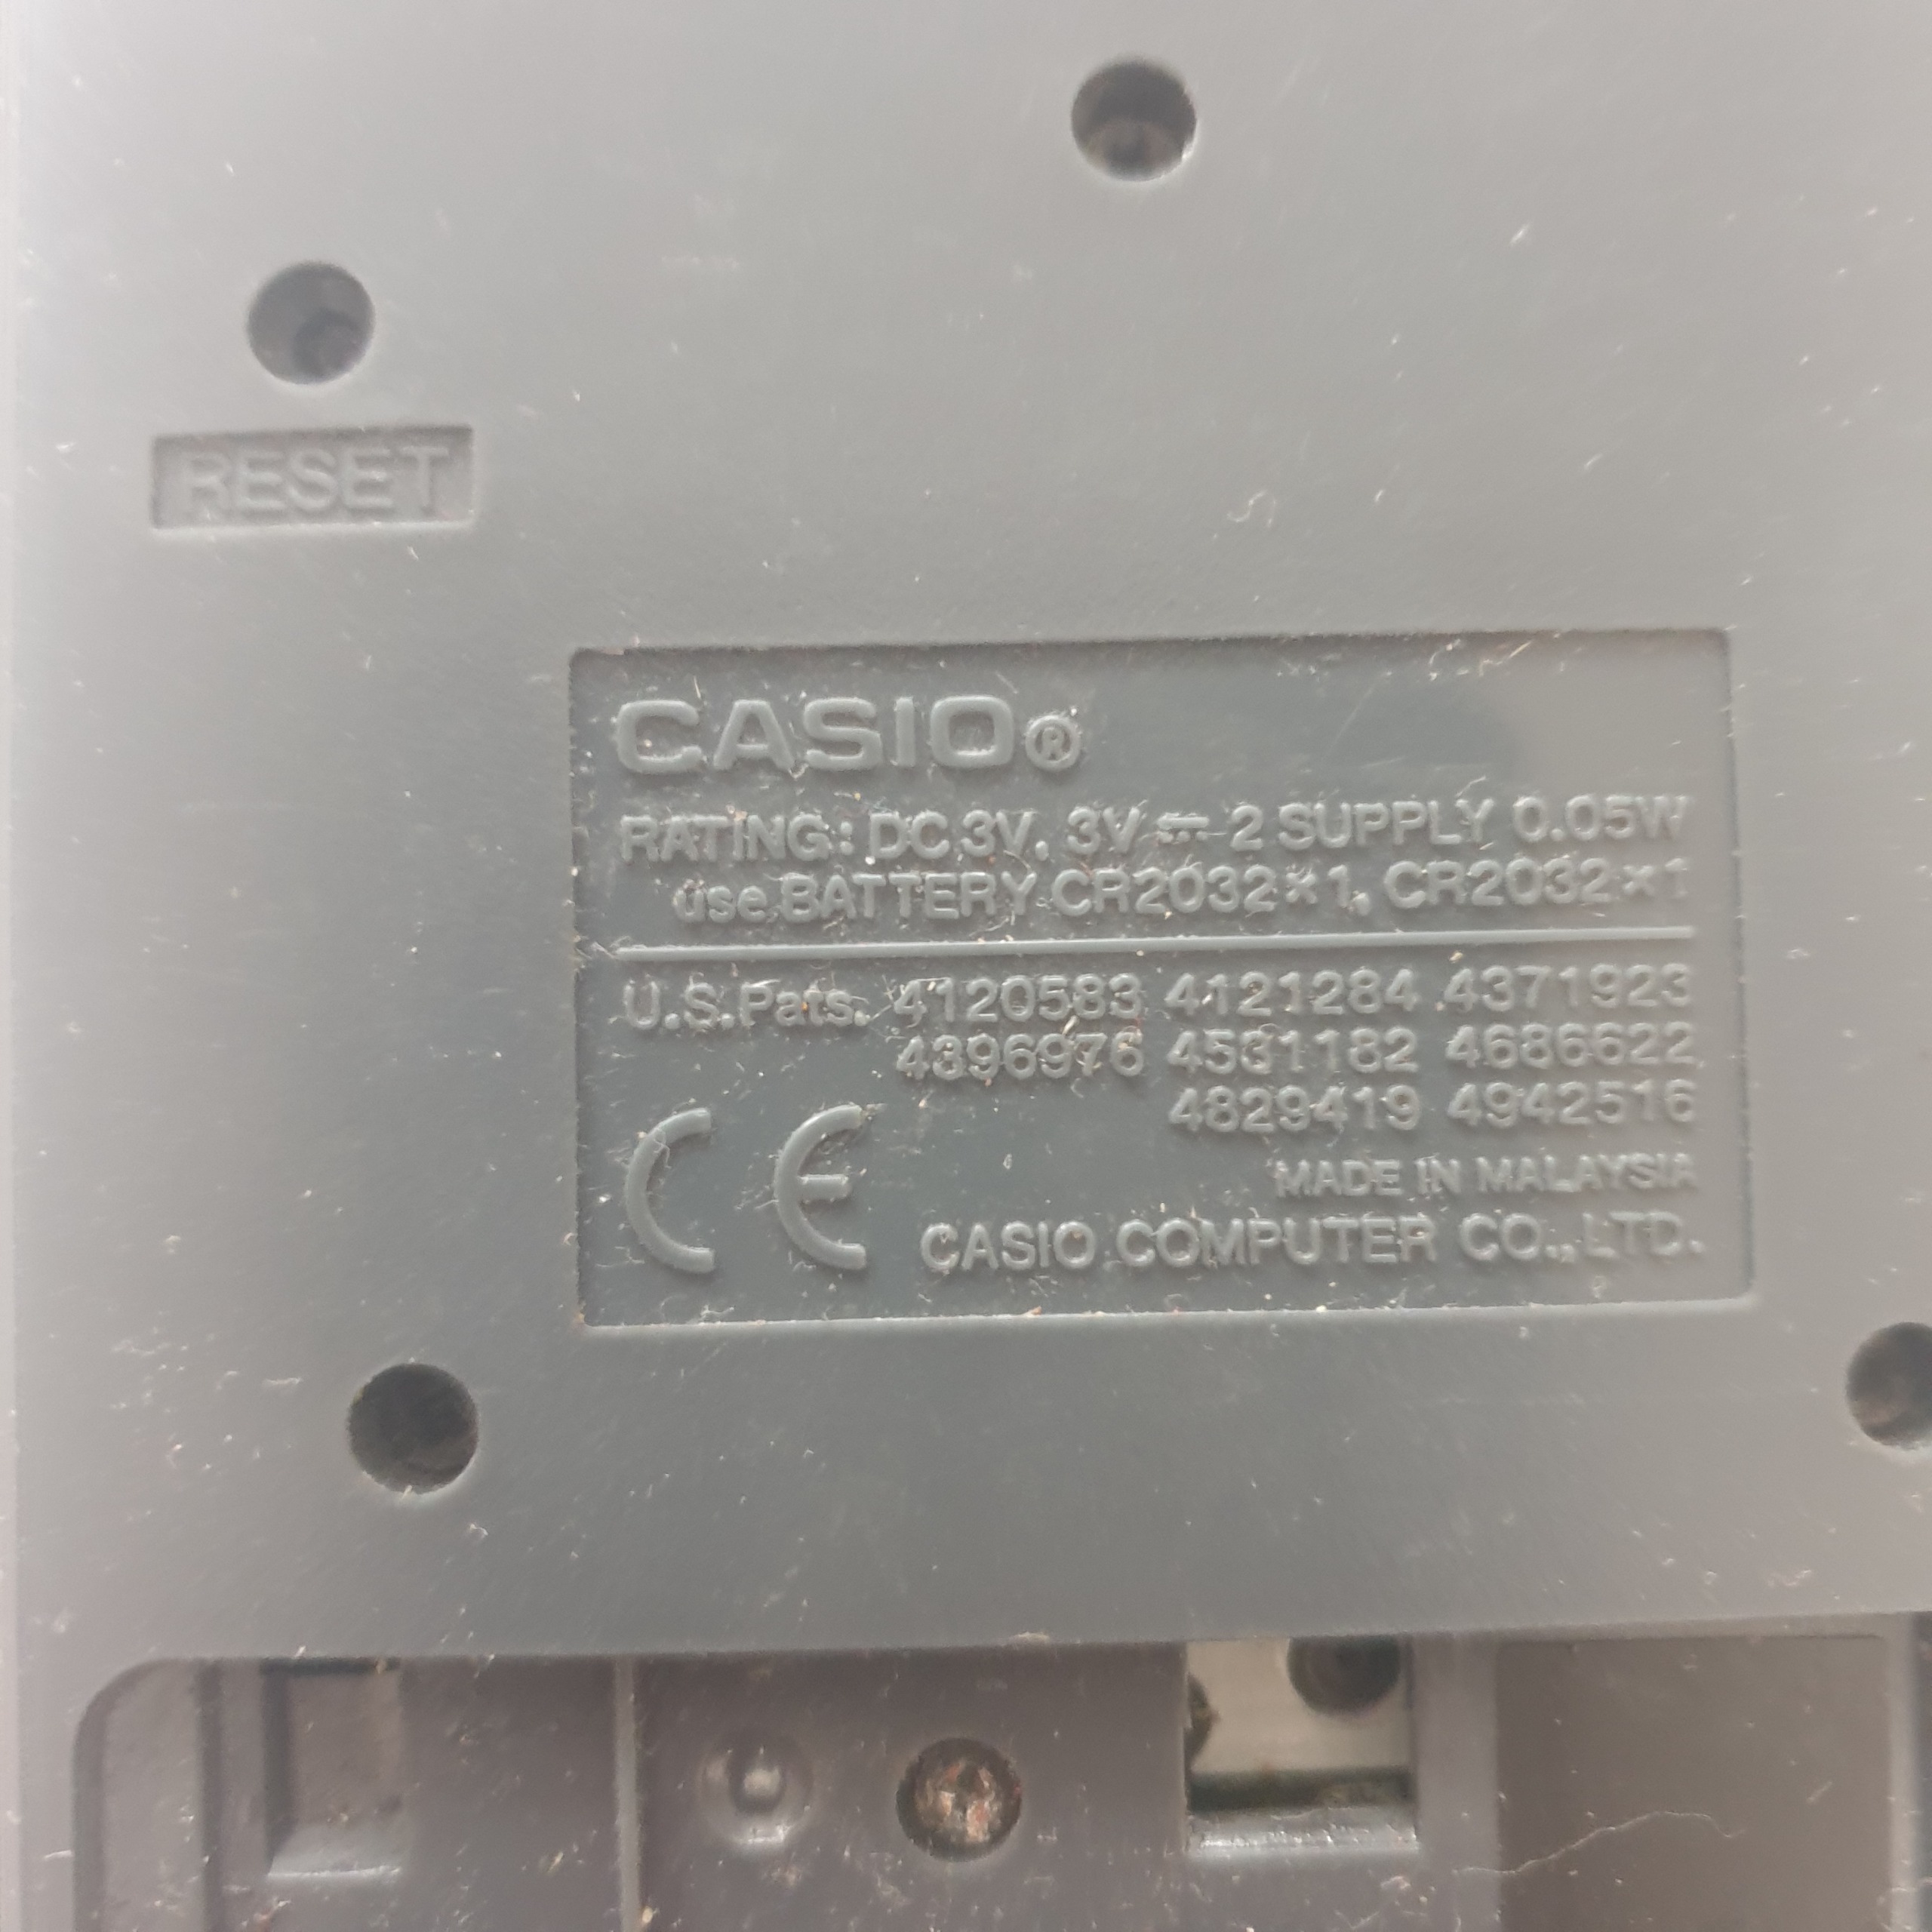 RESET
CASIO®
RATING: DC 3V, 3V ⎓ 2 SUPPLY 0.05W
use BATTERY CR2032×1, CR2032×1
U.S.Pats. 4120583 4121284 4371923
4396976 4531182 4686622
4829419 4942516
MADE IN MALAYSIA
CE CASIO COMPUTER CO., LTD.